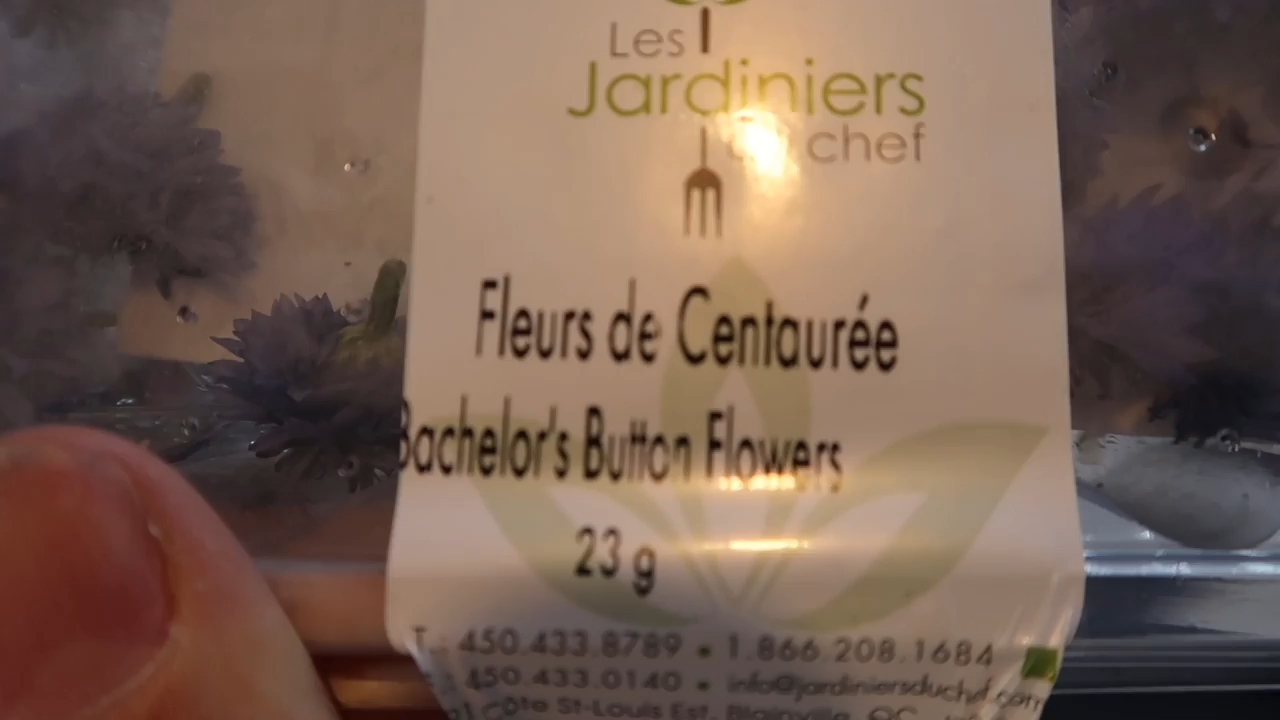 Les
Jardiniers
du chef
Fleurs de Centaurée
Bachelor's Button Flowers
23 g
T.: 450.433.8789 • 1.866.208.1684
450.433.0140 • info@jardiniersduchef.com
Côte St-Louis Est, Blainville, QC